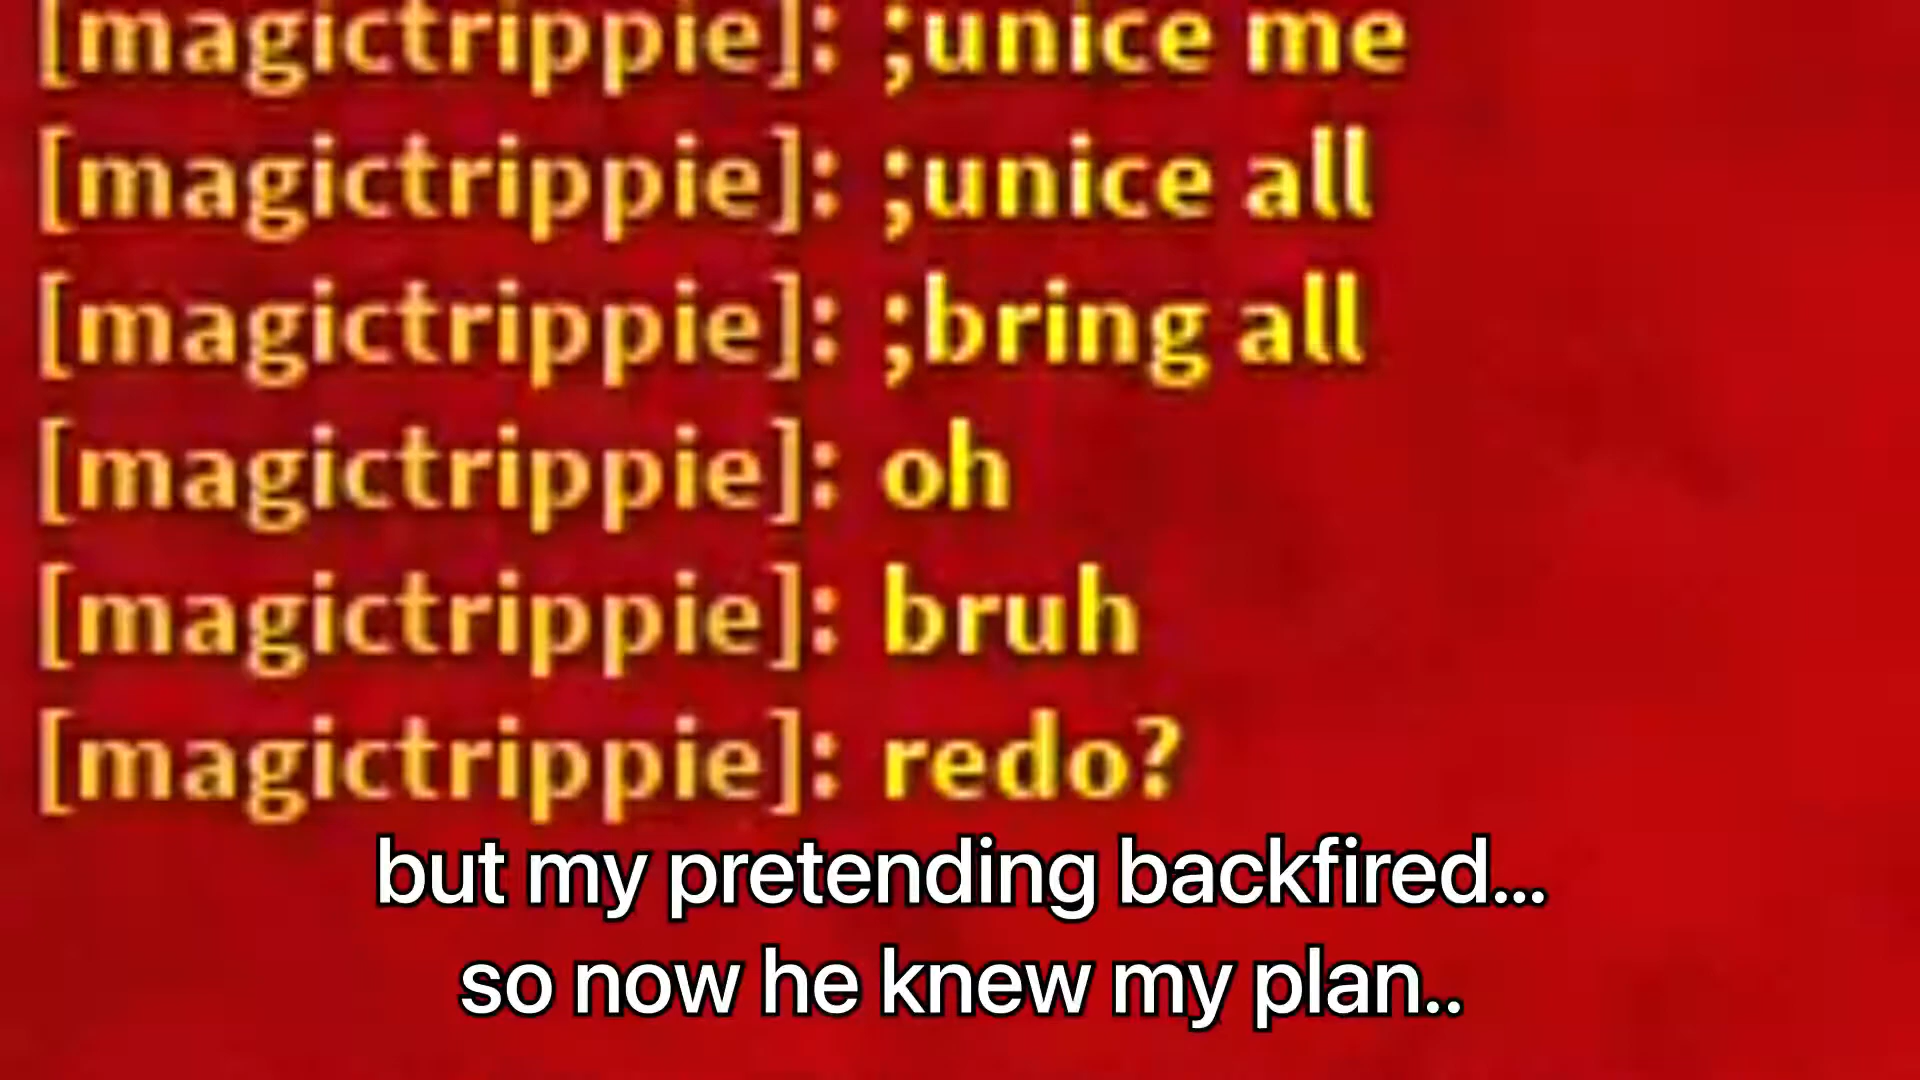 [magictrippie]: ;unice me
[magictrippie]: ;unice all
[magictrippie]: ;bring all
[magictrippie]: oh
[magictrippie]: bruh
[magictrippie]: redo?
but my pretending backfired...
so now he knew my plan..